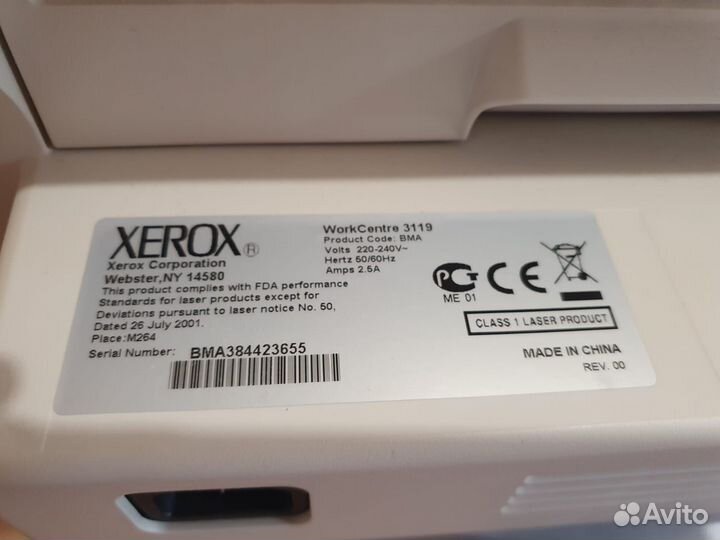 XEROX®
Xerox Corporation
Webster,NY 14580
This product complies with FDA performance
Standards for laser products except for
Deviations pursuant to laser notice No. 50,
Dated 26 July 2001.
Place:M264
Serial Number: BMA384423655
WorkCentre 3119
Product Code: BMA
Volts 220-240V~
Hertz 50/60Hz
Amps 2.5A
РСТ CE
ME 01
CLASS 1 LASER PRODUCT
MADE IN CHINA
REV. 00
Avito